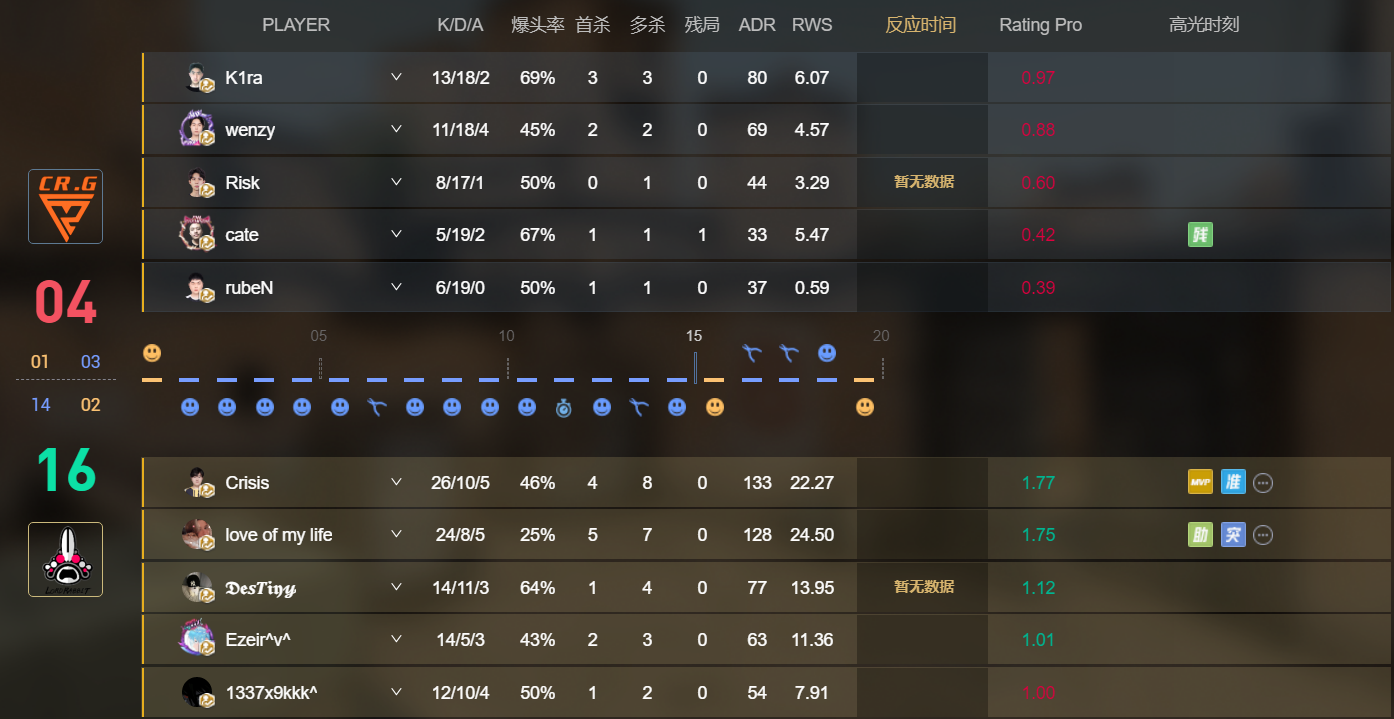 PLAYER K/D/A 爆头率 首杀 多杀 残局 ADR RWS 反应时间 Rating Pro 高光时刻
K1ra 13/18/2 69% 3 3 0 80 6.07 0.97
wenzy 11/18/4 45% 2 2 0 69 4.57 0.88
CR.G
Risk 8/17/1 50% 0 1 0 44 3.29 暂无数据 0.60
cate 5/19/2 67% 1 1 1 33 5.47 0.42 残
rubeN 6/19/0 50% 1 1 0 37 0.59 0.39
04
05 10 15 20
01 03
14 02
16
Crisis 26/10/5 46% 4 8 0 133 22.27 1.77 MVP 准
love of my life 24/8/5 25% 5 7 0 128 24.50 1.75 助 突
𝕯𝖊𝖘𝕿𝖎𝖓𝔂 14/11/3 64% 1 4 0 77 13.95 暂无数据 1.12
Ezeir^v^ 14/5/3 43% 2 3 0 63 11.36 1.01
1337x9kkk^ 12/10/4 50% 1 2 0 54 7.91 1.00